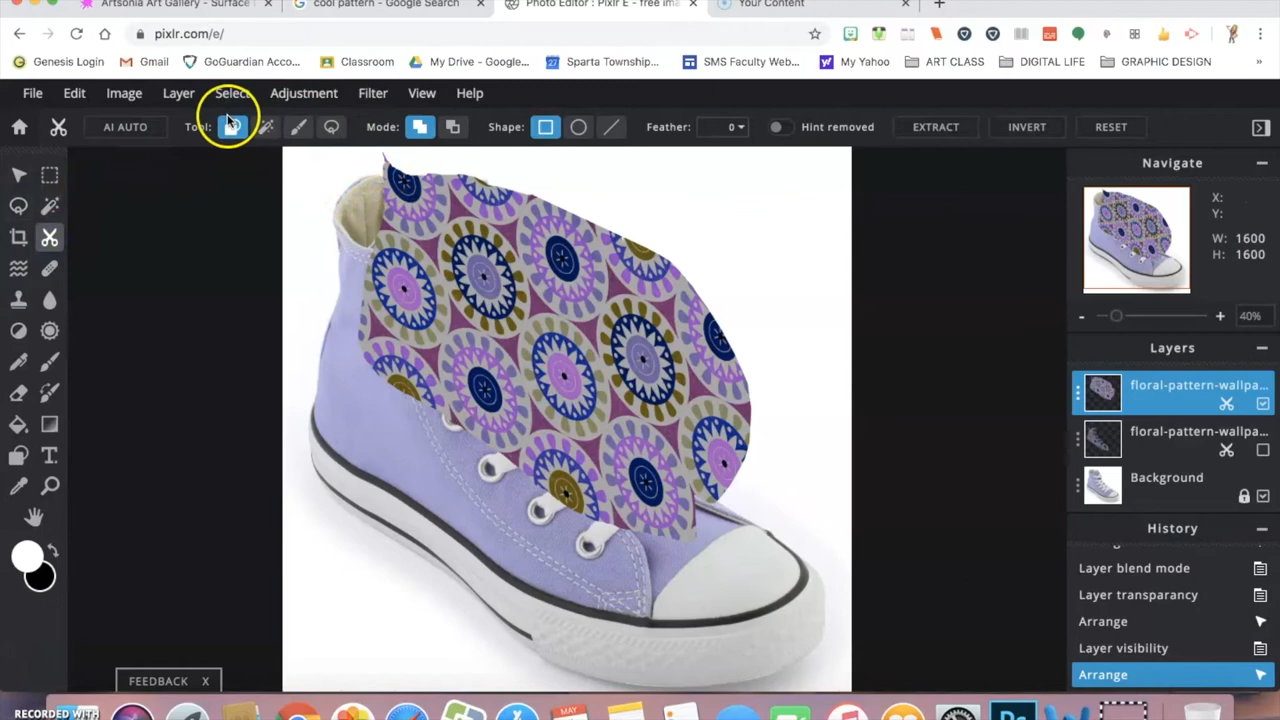 Artsonia Art Gallery - Surface
cool pattern - Google Search
Photo Editor : Pixlr E - free ima
Your Content
pixlr.com/e/
Genesis Login Gmail GoGuardian Acco... Classroom My Drive - Google... Sparta Township... SMS Faculty Web... My Yahoo ART CLASS DIGITAL LIFE GRAPHIC DESIGN »
27
File Edit Image Layer Select Adjustment Filter View Help
AI AUTO Tool: Mode: Shape: Feather: 0 Hint removed EXTRACT INVERT RESET
Navigate
X:
Y:
W: 1600
H: 1600
- + 40%
Layers
floral-pattern-wallpa...
floral-pattern-wallpa...
Background
History
Layer blend mode
Layer transparancy
Arrange
Layer visibility
Arrange
T
FEEDBACK X
RECORDED WITH
MAY